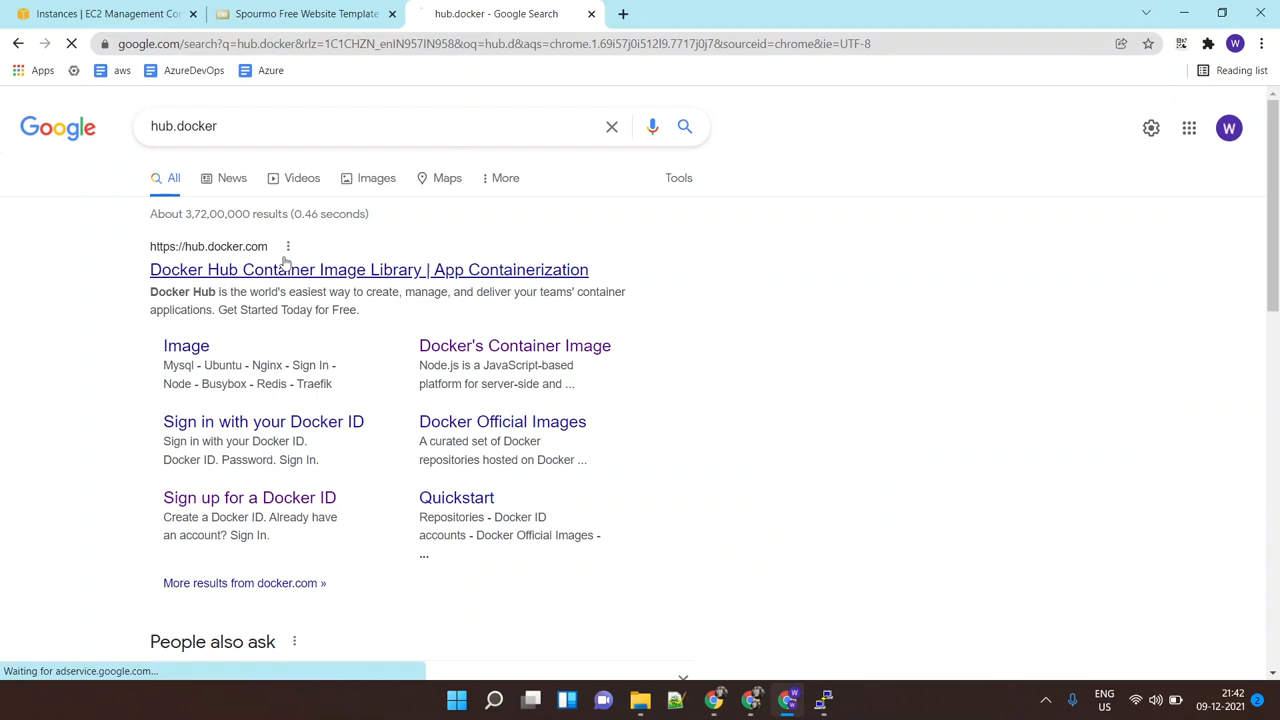 Instances | EC2 Management Co
Spourmo Free Website Template
hub.docker - Google Search
google.com/search?q=hub.docker&rlz=1C1CHZN_enIN957IN958&oq=hub.d&aqs=chrome.1.69i57j0i512l9.7717j0j7&sourceid=chrome&ie=UTF-8
Apps
aws
AzureDevOps
Azure
Reading list
Google
hub.docker
W
All
News
Videos
Images
Maps
More
Tools
About 3,72,00,000 results (0.46 seconds)
https://hub.docker.com
Docker Hub Container Image Library | App Containerization
Docker Hub is the world's easiest way to create, manage, and deliver your teams' container
applications. Get Started Today for Free.
Image
Mysql - Ubuntu - Nginx - Sign In -
Node - Busybox - Redis - Traefik
Docker's Container Image
Node.js is a JavaScript-based
platform for server-side and ...
Sign in with your Docker ID
Sign in with your Docker ID.
Docker ID. Password. Sign In.
Docker Official Images
A curated set of Docker
repositories hosted on Docker ...
Sign up for a Docker ID
Create a Docker ID. Already have
an account? Sign In.
Quickstart
Repositories - Docker ID
accounts - Docker Official Images -
...
More results from docker.com »
People also ask
Waiting for adservice.google.com...
ENG
US
21:42
09-12-2021
2